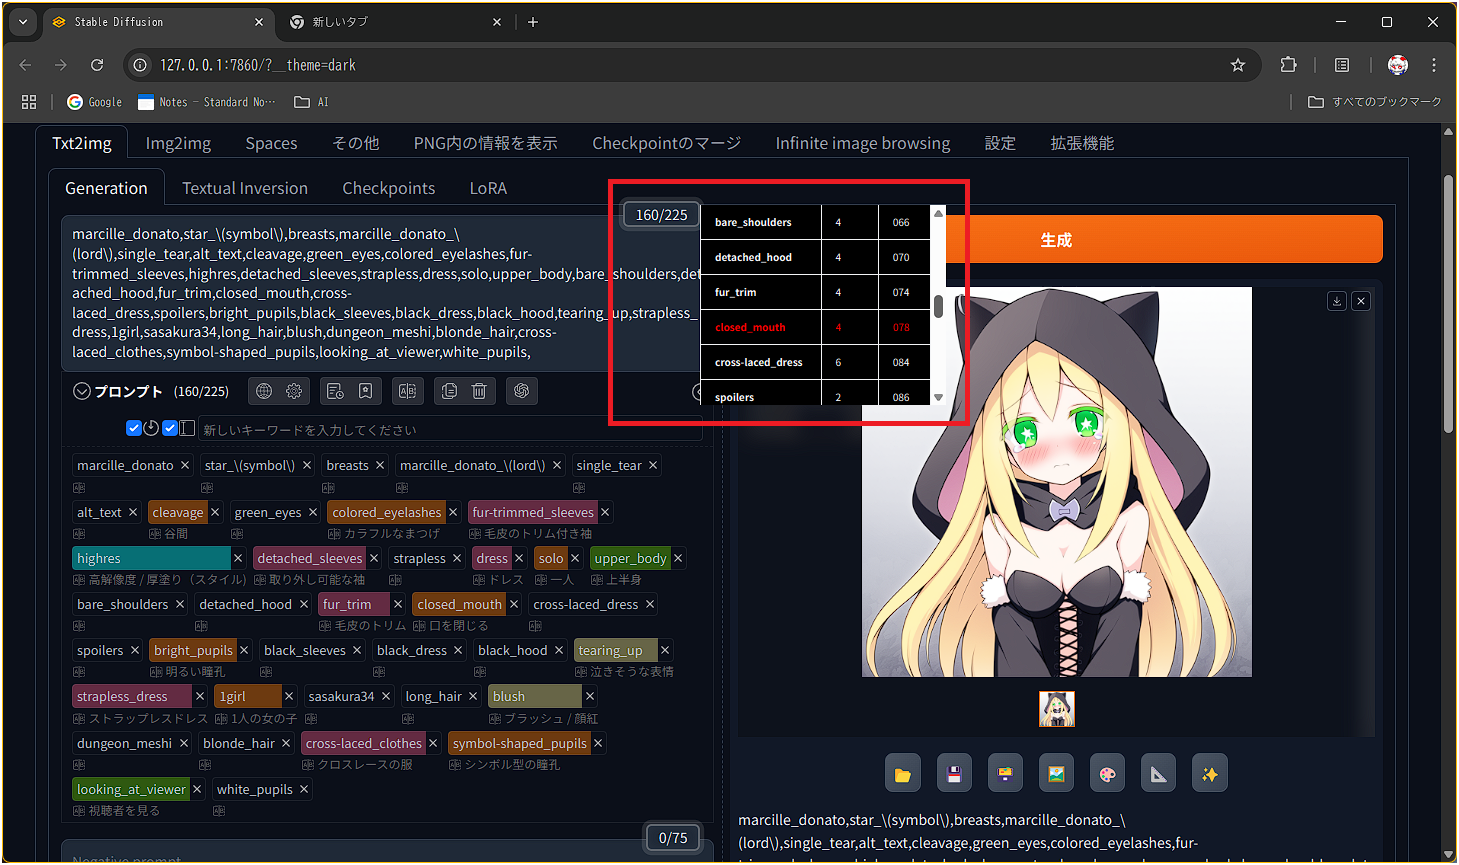 Stable Diffusion
新しいタブ
127.0.0.1:7860/?__theme=dark
Google
Notes - Standard No…
AI
すべてのブックマーク
Txt2img
Img2img
Spaces
その他
PNG内の情報を表示
Checkpointのマージ
Infinite image browsing
設定
拡張機能
Generation
Textual Inversion
Checkpoints
LoRA
160/225
marcille_donato,star_\(symbol\),breasts,marcille_donato_\
(lord\),single_tear,alt_text,cleavage,green_eyes,colored_eyelashes,fur-
trimmed_sleeves,highres,detached_sleeves,strapless,dress,solo,upper_body,bare_shoulders,det
ached_hood,fur_trim,closed_mouth,cross-
laced_dress,spoilers,bright_pupils,black_sleeves,black_dress,black_hood,tearing_up,strapless_
dress,1girl,sasakura34,long_hair,blush,dungeon_meshi,blonde_hair,cross-
laced_clothes,symbol-shaped_pupils,looking_at_viewer,white_pupils,
bare_shoulders 4 066
detached_hood 4 070
fur_trim 4 074
closed_mouth 4 078
cross-laced_dress 6 084
spoilers 2 086
生成
プロンプト (160/225)
新しいキーワードを入力してください
marcille_donato
star_\(symbol\)
breasts
marcille_donato_\(lord\)
single_tear
alt_text
cleavage
green_eyes
colored_eyelashes
fur-trimmed_sleeves
谷間
カラフルなまつげ
毛皮のトリム付き袖
highres
detached_sleeves
strapless
dress
solo
upper_body
高解像度 / 厚塗り（スタイル）
取り外し可能な袖
ドレス
一人
上半身
bare_shoulders
detached_hood
fur_trim
closed_mouth
cross-laced_dress
毛皮のトリム
口を閉じる
spoilers
bright_pupils
black_sleeves
black_dress
black_hood
tearing_up
明るい瞳孔
泣きそうな表情
strapless_dress
1girl
sasakura34
long_hair
blush
ストラップレスドレス
1人の女の子
ブラッシュ / 顔紅
dungeon_meshi
blonde_hair
cross-laced_clothes
symbol-shaped_pupils
クロスレースの服
シンボル型の瞳孔
looking_at_viewer
white_pupils
視聴者を見る
0/75
Negative prompt
marcille_donato,star_\(symbol\),breasts,marcille_donato_\
(lord\),single_tear,alt_text,cleavage,green_eyes,colored_eyelashes,fur-